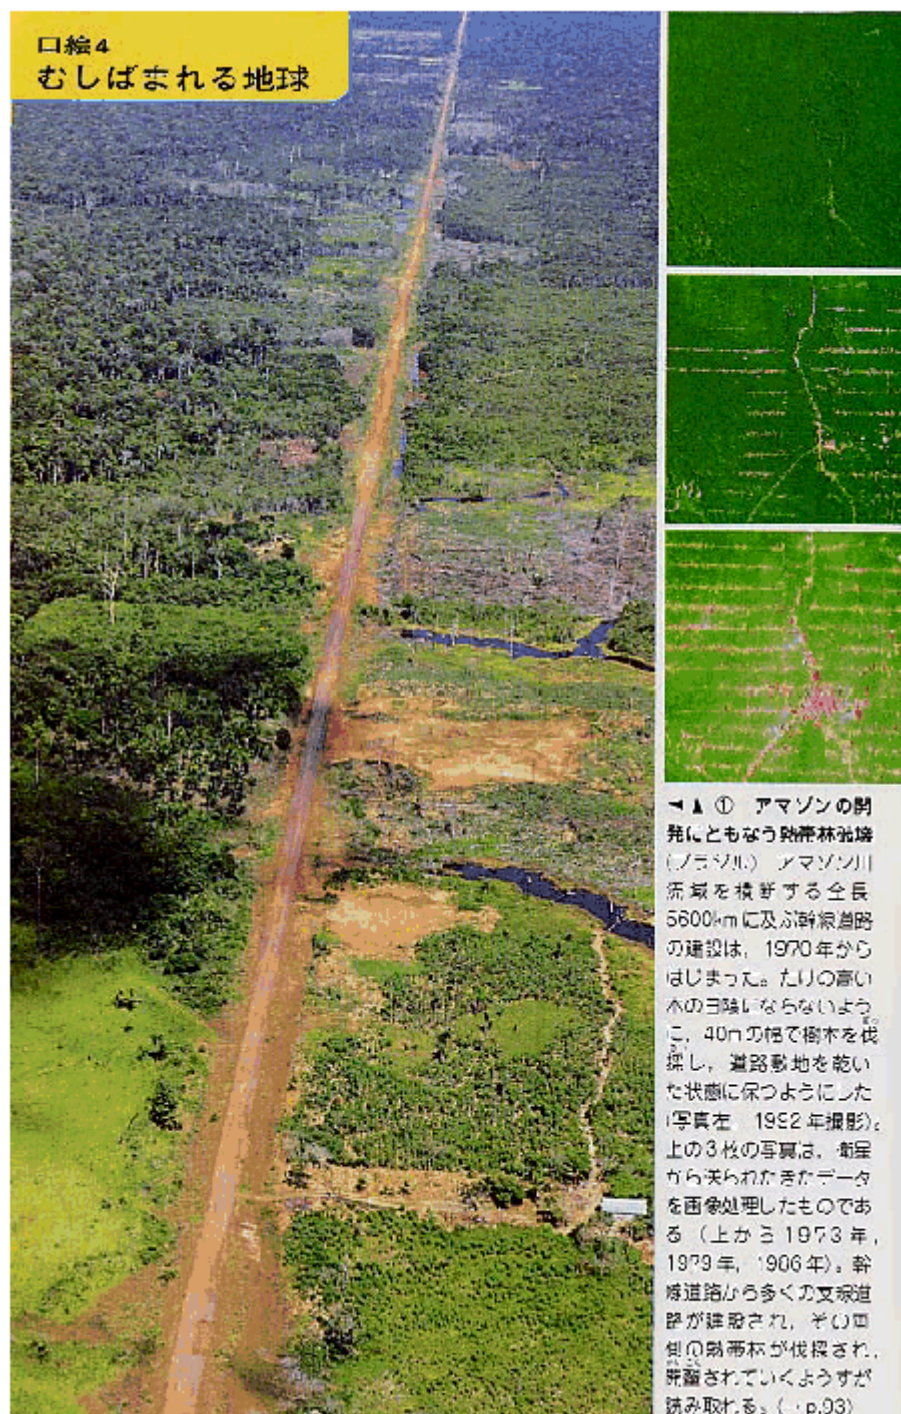 口絵4
むしばまれる地球
◀▲① アマゾンの開
発にともなう熱帯林破壊
(ブラジル) アマゾン川
流域を横断する全長
5600kmに及ぶ幹線道路
の建設は，1970年から
はじまった。まわりの高い
木の日陰にならないよう
に，40mの幅で樹木を伐
採し，道路敷地を乾い
た状態に保つようにした
(写真左，1992年撮影)。
上の3枚の写真は，衛星
から送られたきたデータ
を画像処理したものであ
る（上から1973年，
1979年，1986年）。幹
線道路から多くの支線道
路が建設され，その両
側の熱帯林が伐採され，
開墾されていくようすが
読み取れる。(→p.93)